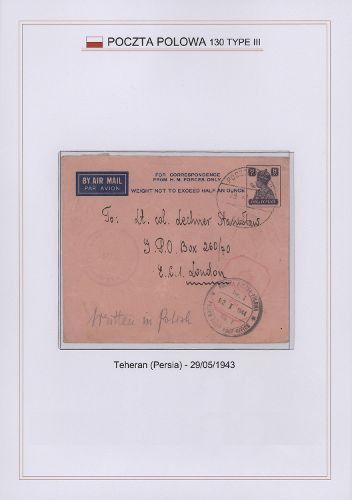 POCZTA POLOWA 130 TYPE III
BY AIR MAIL
PAR AVION
FOR CORRESPONDENCE
FROM H.M. FORCES ONLY
WEIGHT NOT TO EXCEED HALF AN OUNCE
To: Lt. col. Lechner Stanisław
G.P.O Box 260/70
E.C.1. London
Written in Polish
1944
Teheran (Persia) - 29/05/1943